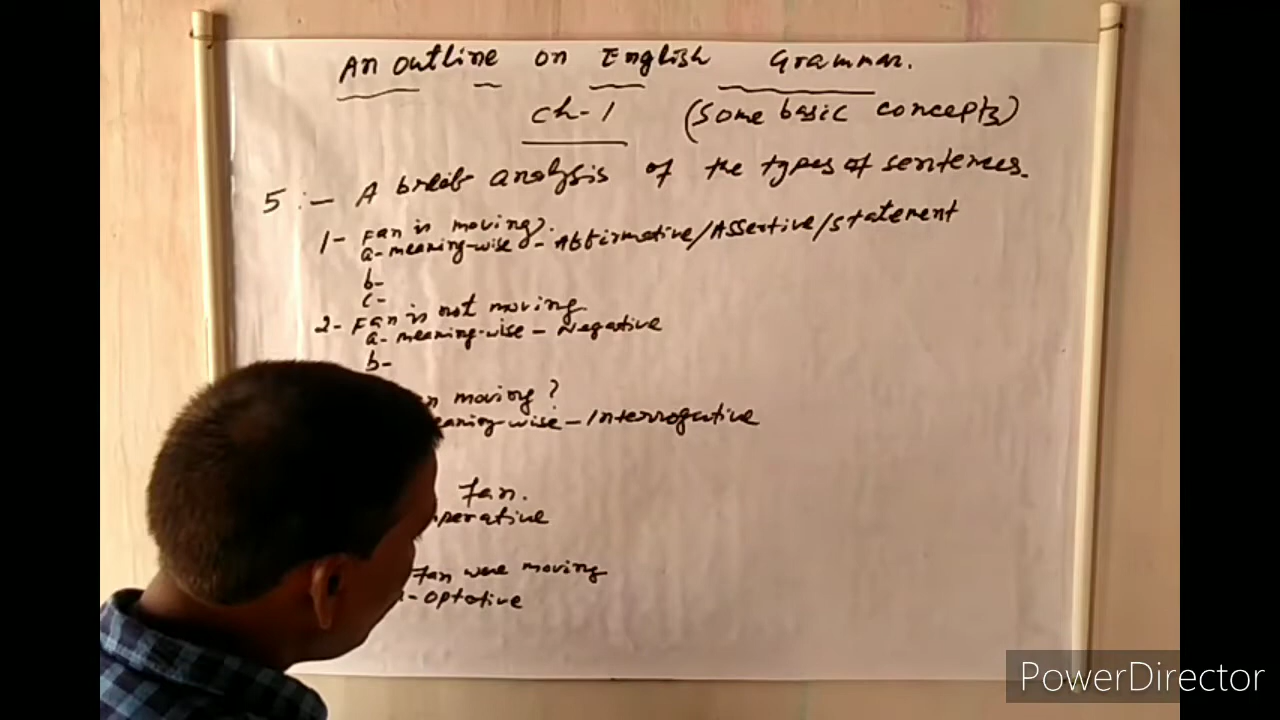 An outline on English Grammar.
Ch-1 (Some basic concepts)
5:- A breif analysis of the types of sentences.
1- Fan is moving.
a- meaning-wise - Affirmative/Assertive/Statement
b-
c-
2- Fan is not moving.
a- meaning-wise - Negative
b-
moving?
meaning-wise - Interrogative
fan.
perative
fan were moving
- optative
PowerDirector